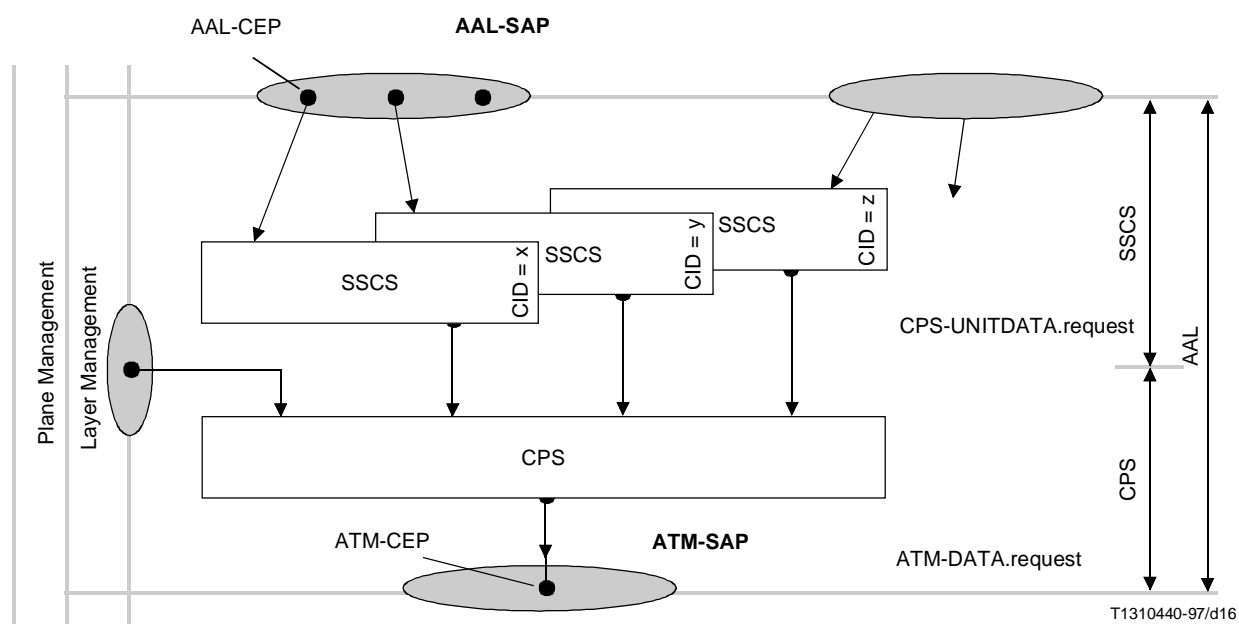 AAL-CEP
AAL-SAP
SSCS
CID = z
SSCS
CID = y
SSCS
CID = x
SSCS
CPS-UNITDATA.request
AAL
Plane Management
Layer Management
CPS
CPS
ATM-CEP
ATM-SAP
ATM-DATA.request
T1310440-97/d16